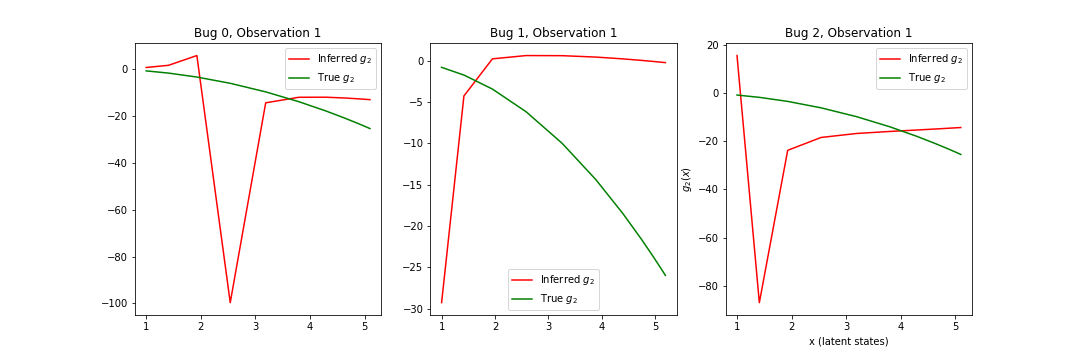 Bug 0, Observation 1
Inferred g₂
True g₂
0
−20
−40
−60
−80
−100
1 2 3 4 5
Bug 1, Observation 1
Inferred g₂
True g₂
0
−5
−10
−15
−20
−25
−30
1 2 3 4 5
Bug 2, Observation 1
Inferred g₂
True g₂
g₂(x)
20
0
−20
−40
−60
−80
1 2 3 4 5
x (latent states)